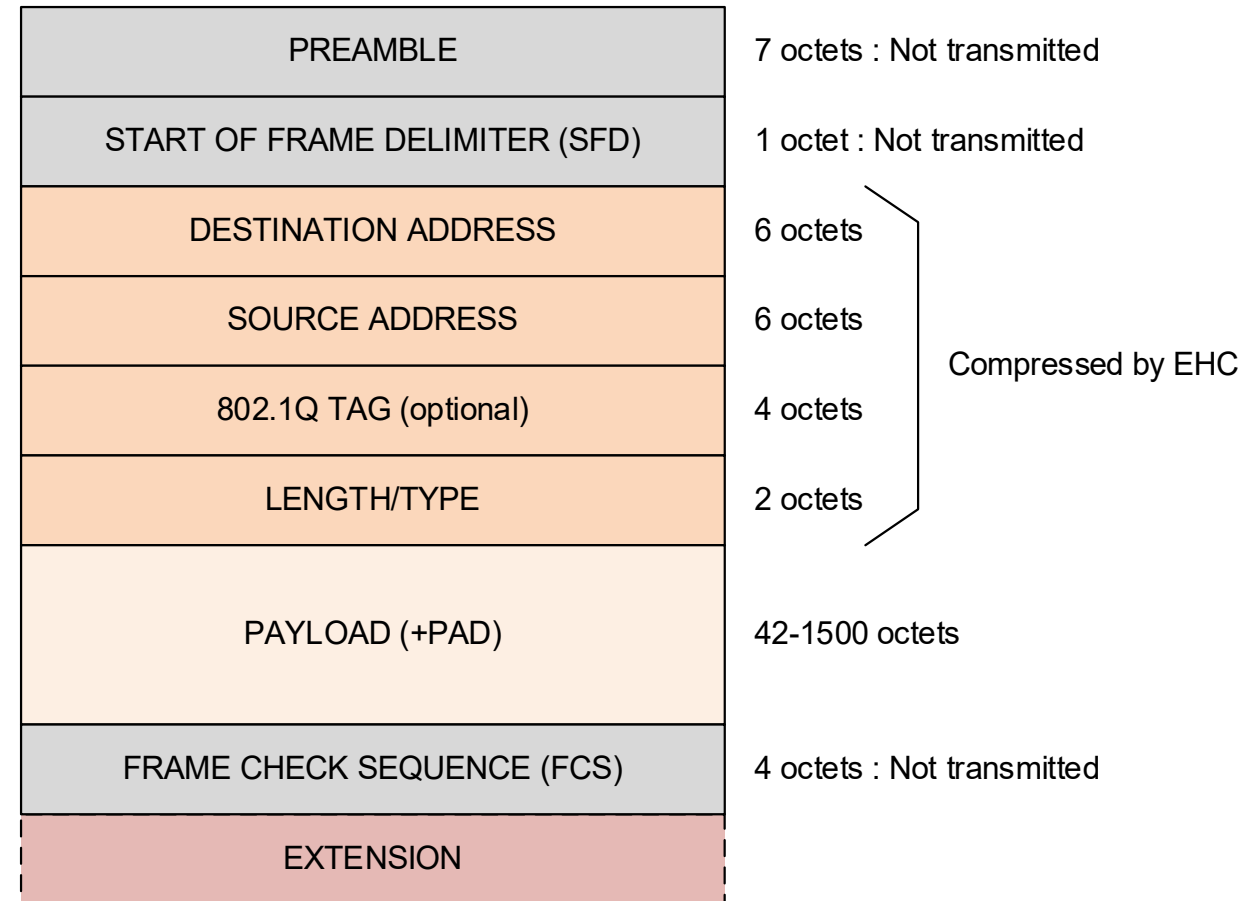 PREAMBLE
7 octets : Not transmitted
START OF FRAME DELIMITER (SFD)
1 octet : Not transmitted
DESTINATION ADDRESS
6 octets
SOURCE ADDRESS
6 octets
Compressed by EHC
802.1Q TAG (optional)
4 octets
LENGTH/TYPE
2 octets
PAYLOAD (+PAD)
42-1500 octets
FRAME CHECK SEQUENCE (FCS)
4 octets : Not transmitted
EXTENSION